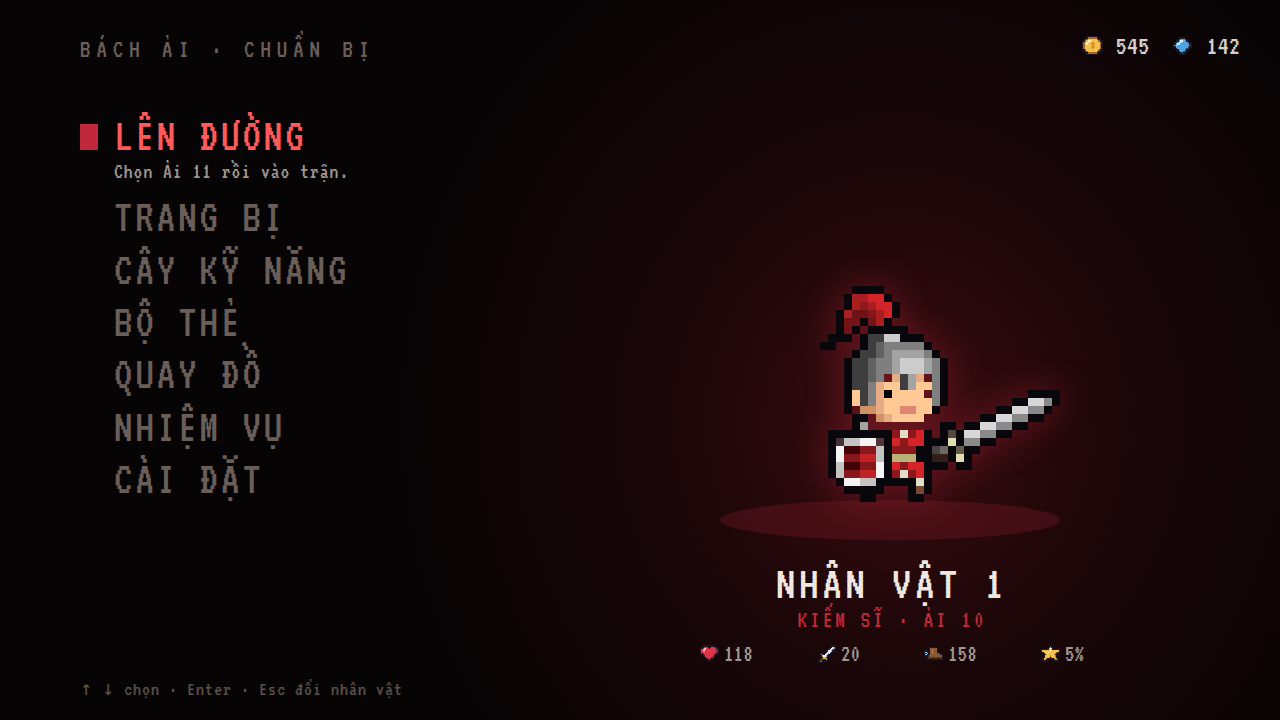 BÁCH ẢI · CHUẨN BỊ
545 142
LÊN ĐƯỜNG
Chọn Ải 11 rồi vào trận.
TRANG BỊ
CÂY KỸ NĂNG
BỘ THẺ
QUAY ĐỒ
NHIỆM VỤ
CÀI ĐẶT
NHÂN VẬT 1
KIẾM SĨ · ẢI 10
118 20 158 5%
↑ ↓ chọn · Enter · Esc đổi nhân vật